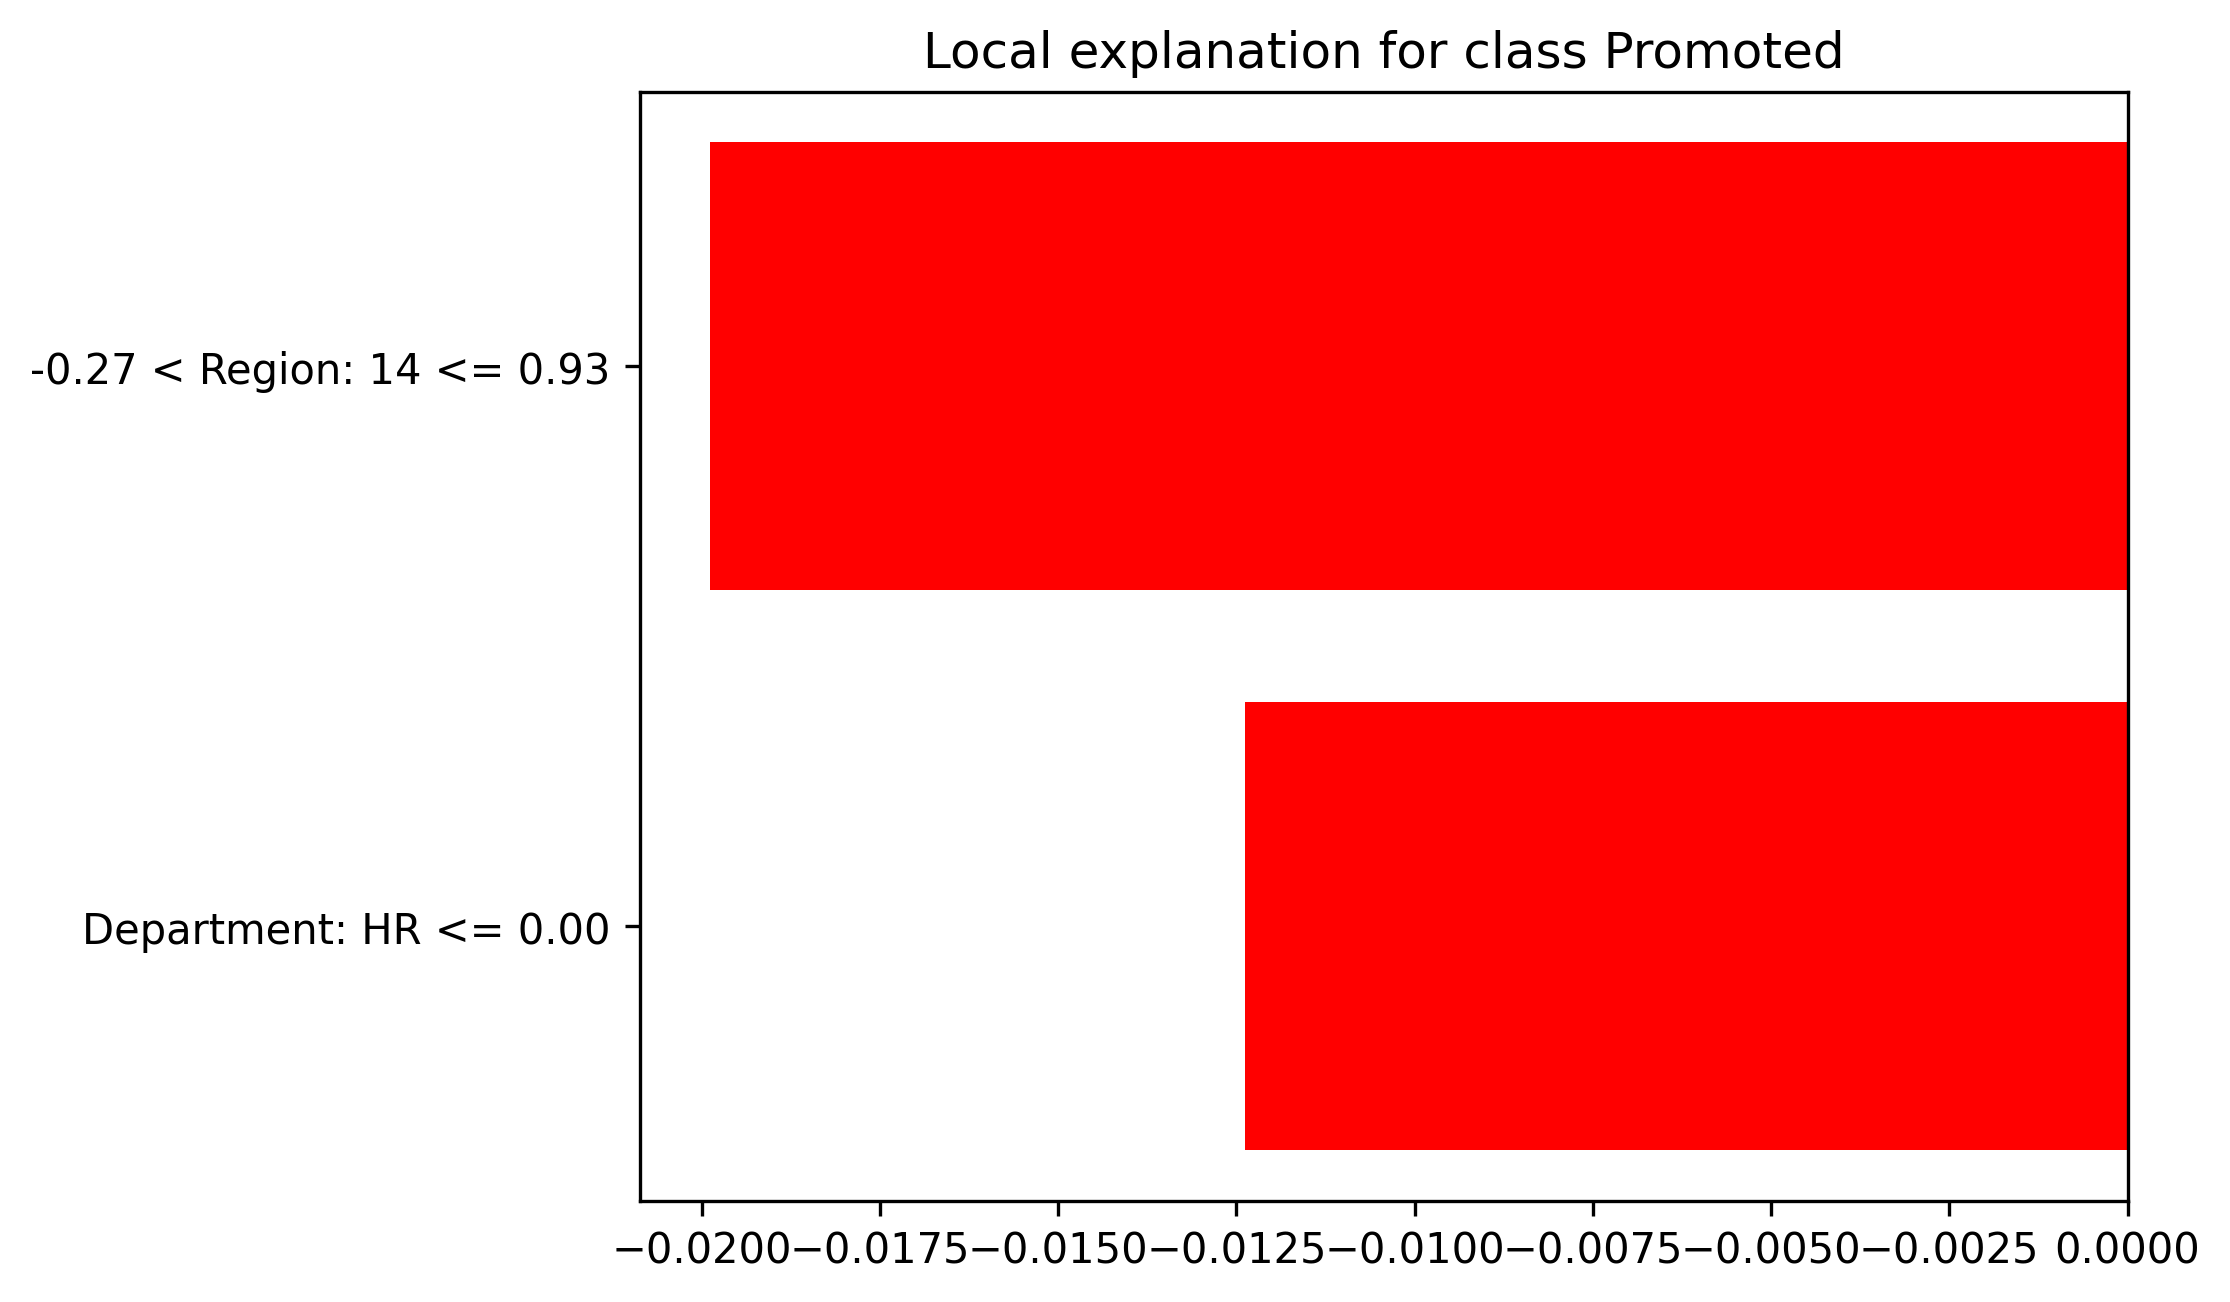 Local explanation for class Promoted
-0.27 < Region: 14 <= 0.93
Department: HR <= 0.00
−0.0200−0.0175−0.0150−0.0125−0.0100−0.0075−0.0050−0.0025 0.0000